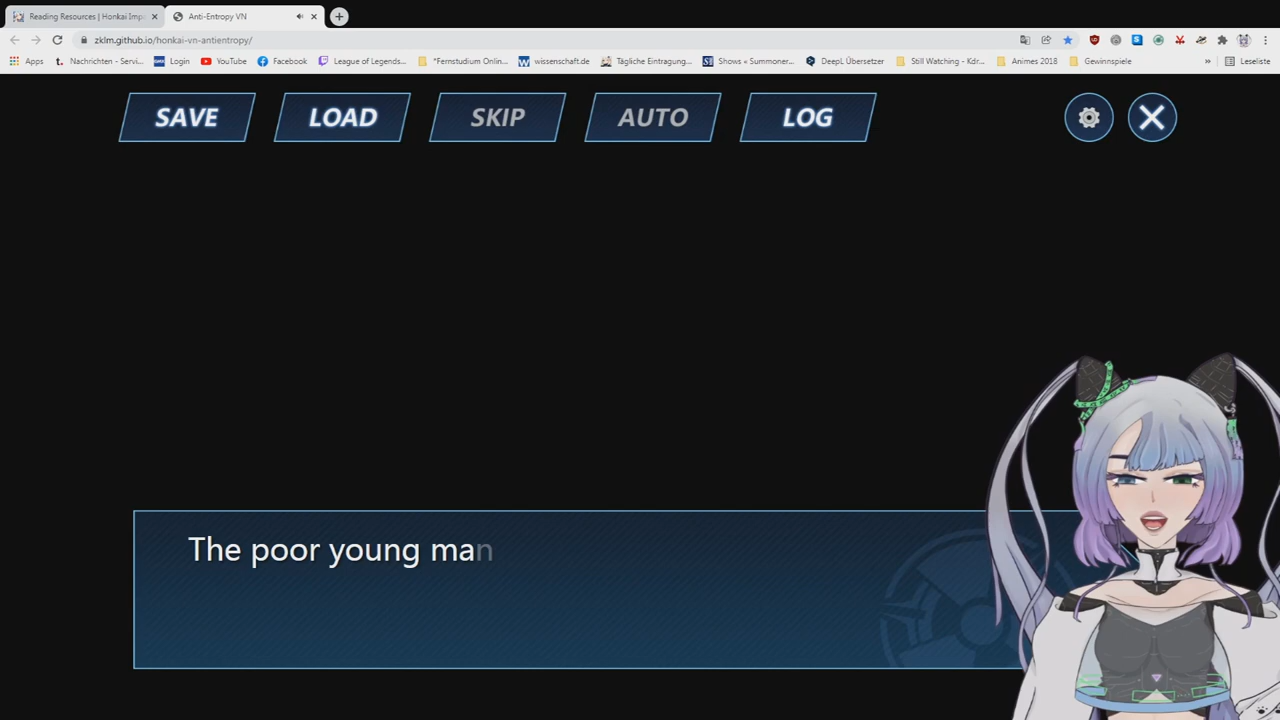 Reading Resources | Honkai Imp
Anti-Entropy VN
zklm.github.io/honkai-vn-antientropy/
Apps
Nachrichten - Servi...
Login
YouTube
Facebook
League of Legends...
*Fernstudium Onlin...
wissenschaft.de
Tägliche Eintragung...
Shows « Summoner...
DeepL Übersetzer
Still Watching - Kdr...
Animes 2018
Gewinnspiele
»
Leseliste
SAVE
LOAD
SKIP
AUTO
LOG
The poor young man